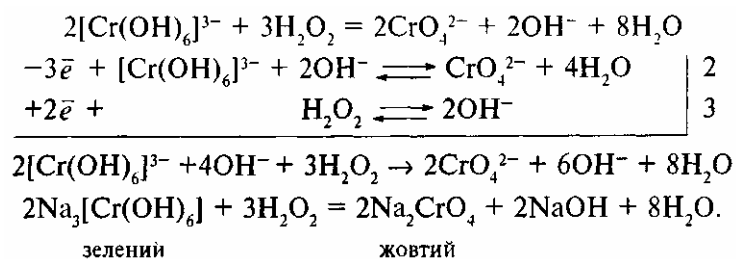 2[Cr(OH)₆]³⁻ + 3H₂O₂ = 2CrO₄²⁻ + 2OH⁻ + 8H₂O
−3ē + [Cr(OH)₆]³⁻ + 2OH⁻ ⇄ CrO₄²⁻ + 4H₂O | 2
+2ē + H₂O₂ ⇄ 2OH⁻ | 3
2[Cr(OH)₆]³⁻ +4OH⁻ + 3H₂O₂ → 2CrO₄²⁻ + 6OH⁻ + 8H₂O
2Na₃[Cr(OH)₆] + 3H₂O₂ = 2Na₂CrO₄ + 2NaOH + 8H₂O.
зелений жовтий